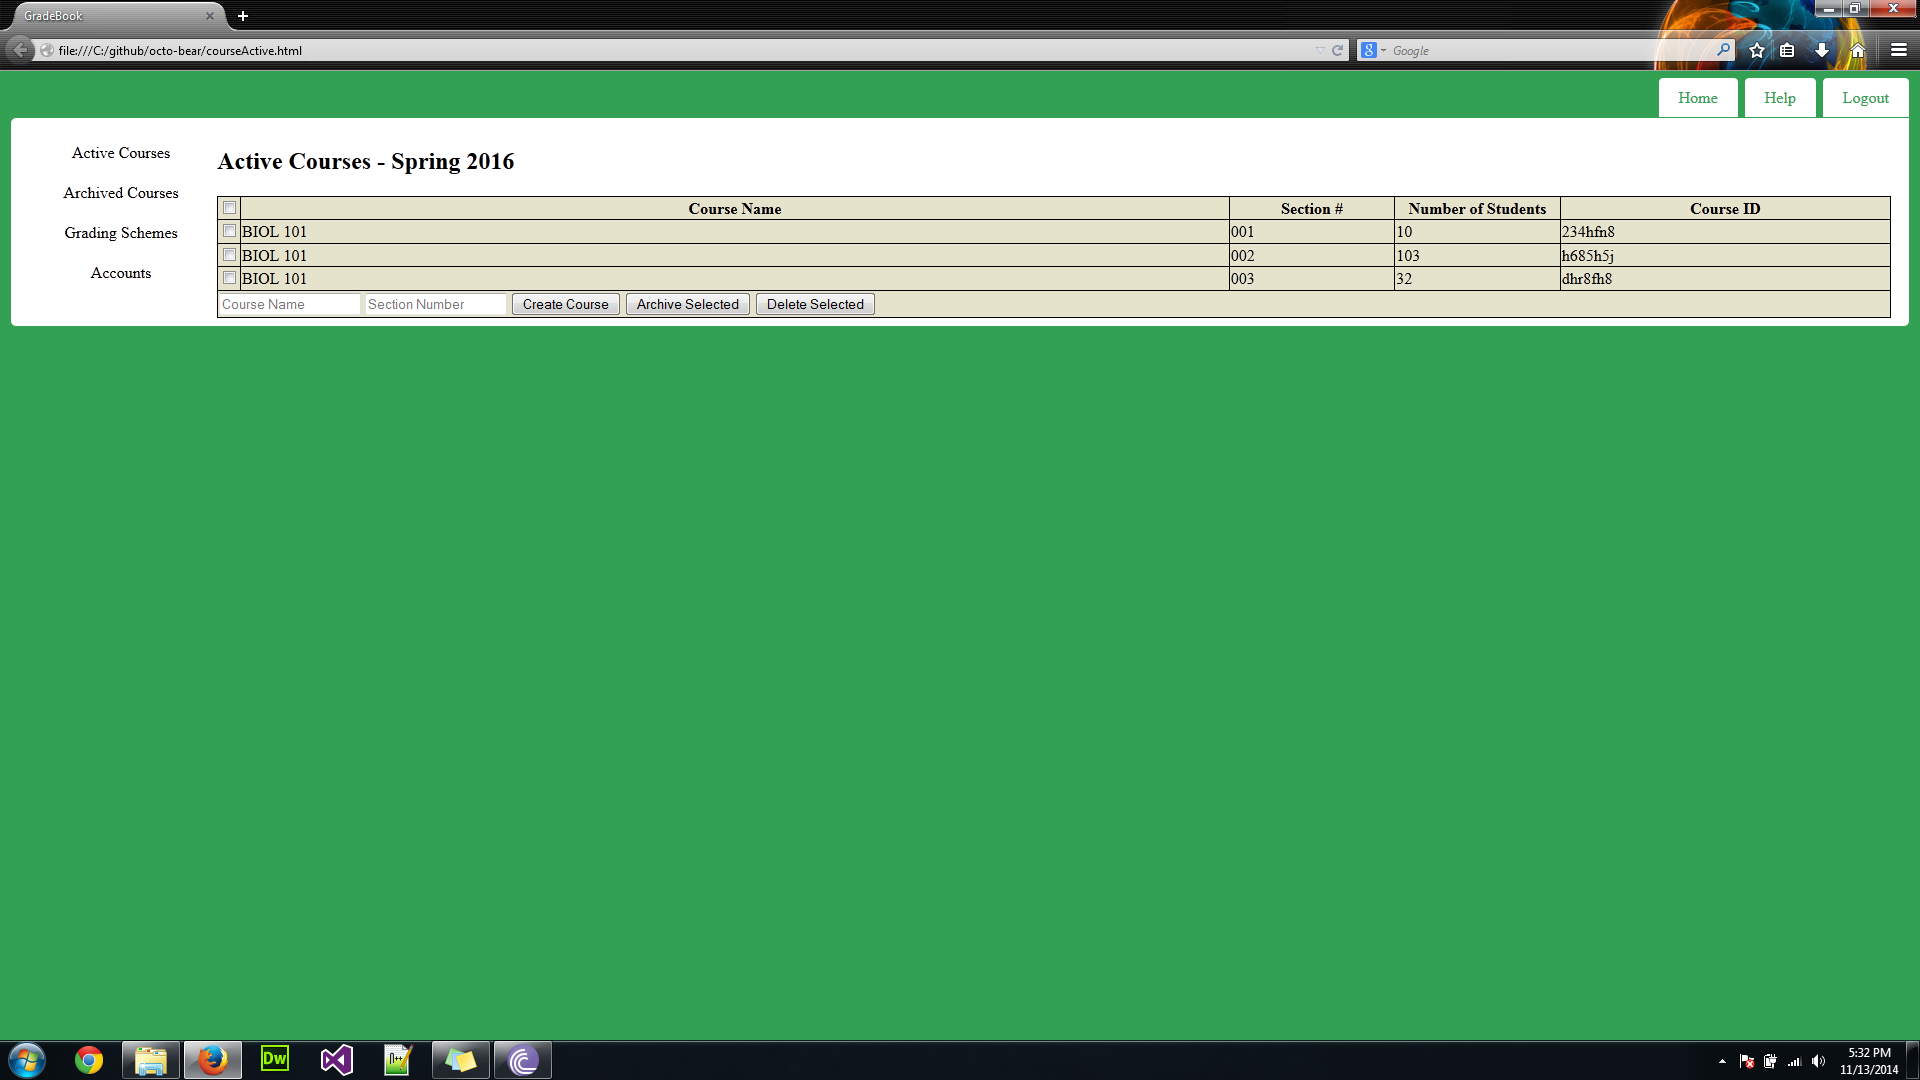 GradeBook
file:///C:/github/octo-bear/courseActive.html
Google
Home Help Logout
Active Courses
Archived Courses
Grading Schemes
Accounts
Active Courses - Spring 2016
Course Name Section # Number of Students Course ID
BIOL 101 001 10 234hfn8
BIOL 101 002 103 h685h5j
BIOL 101 003 32 dhr8fh8
Course Name Section Number Create Course Archive Selected Delete Selected
Dw
5:32 PM
11/13/2014